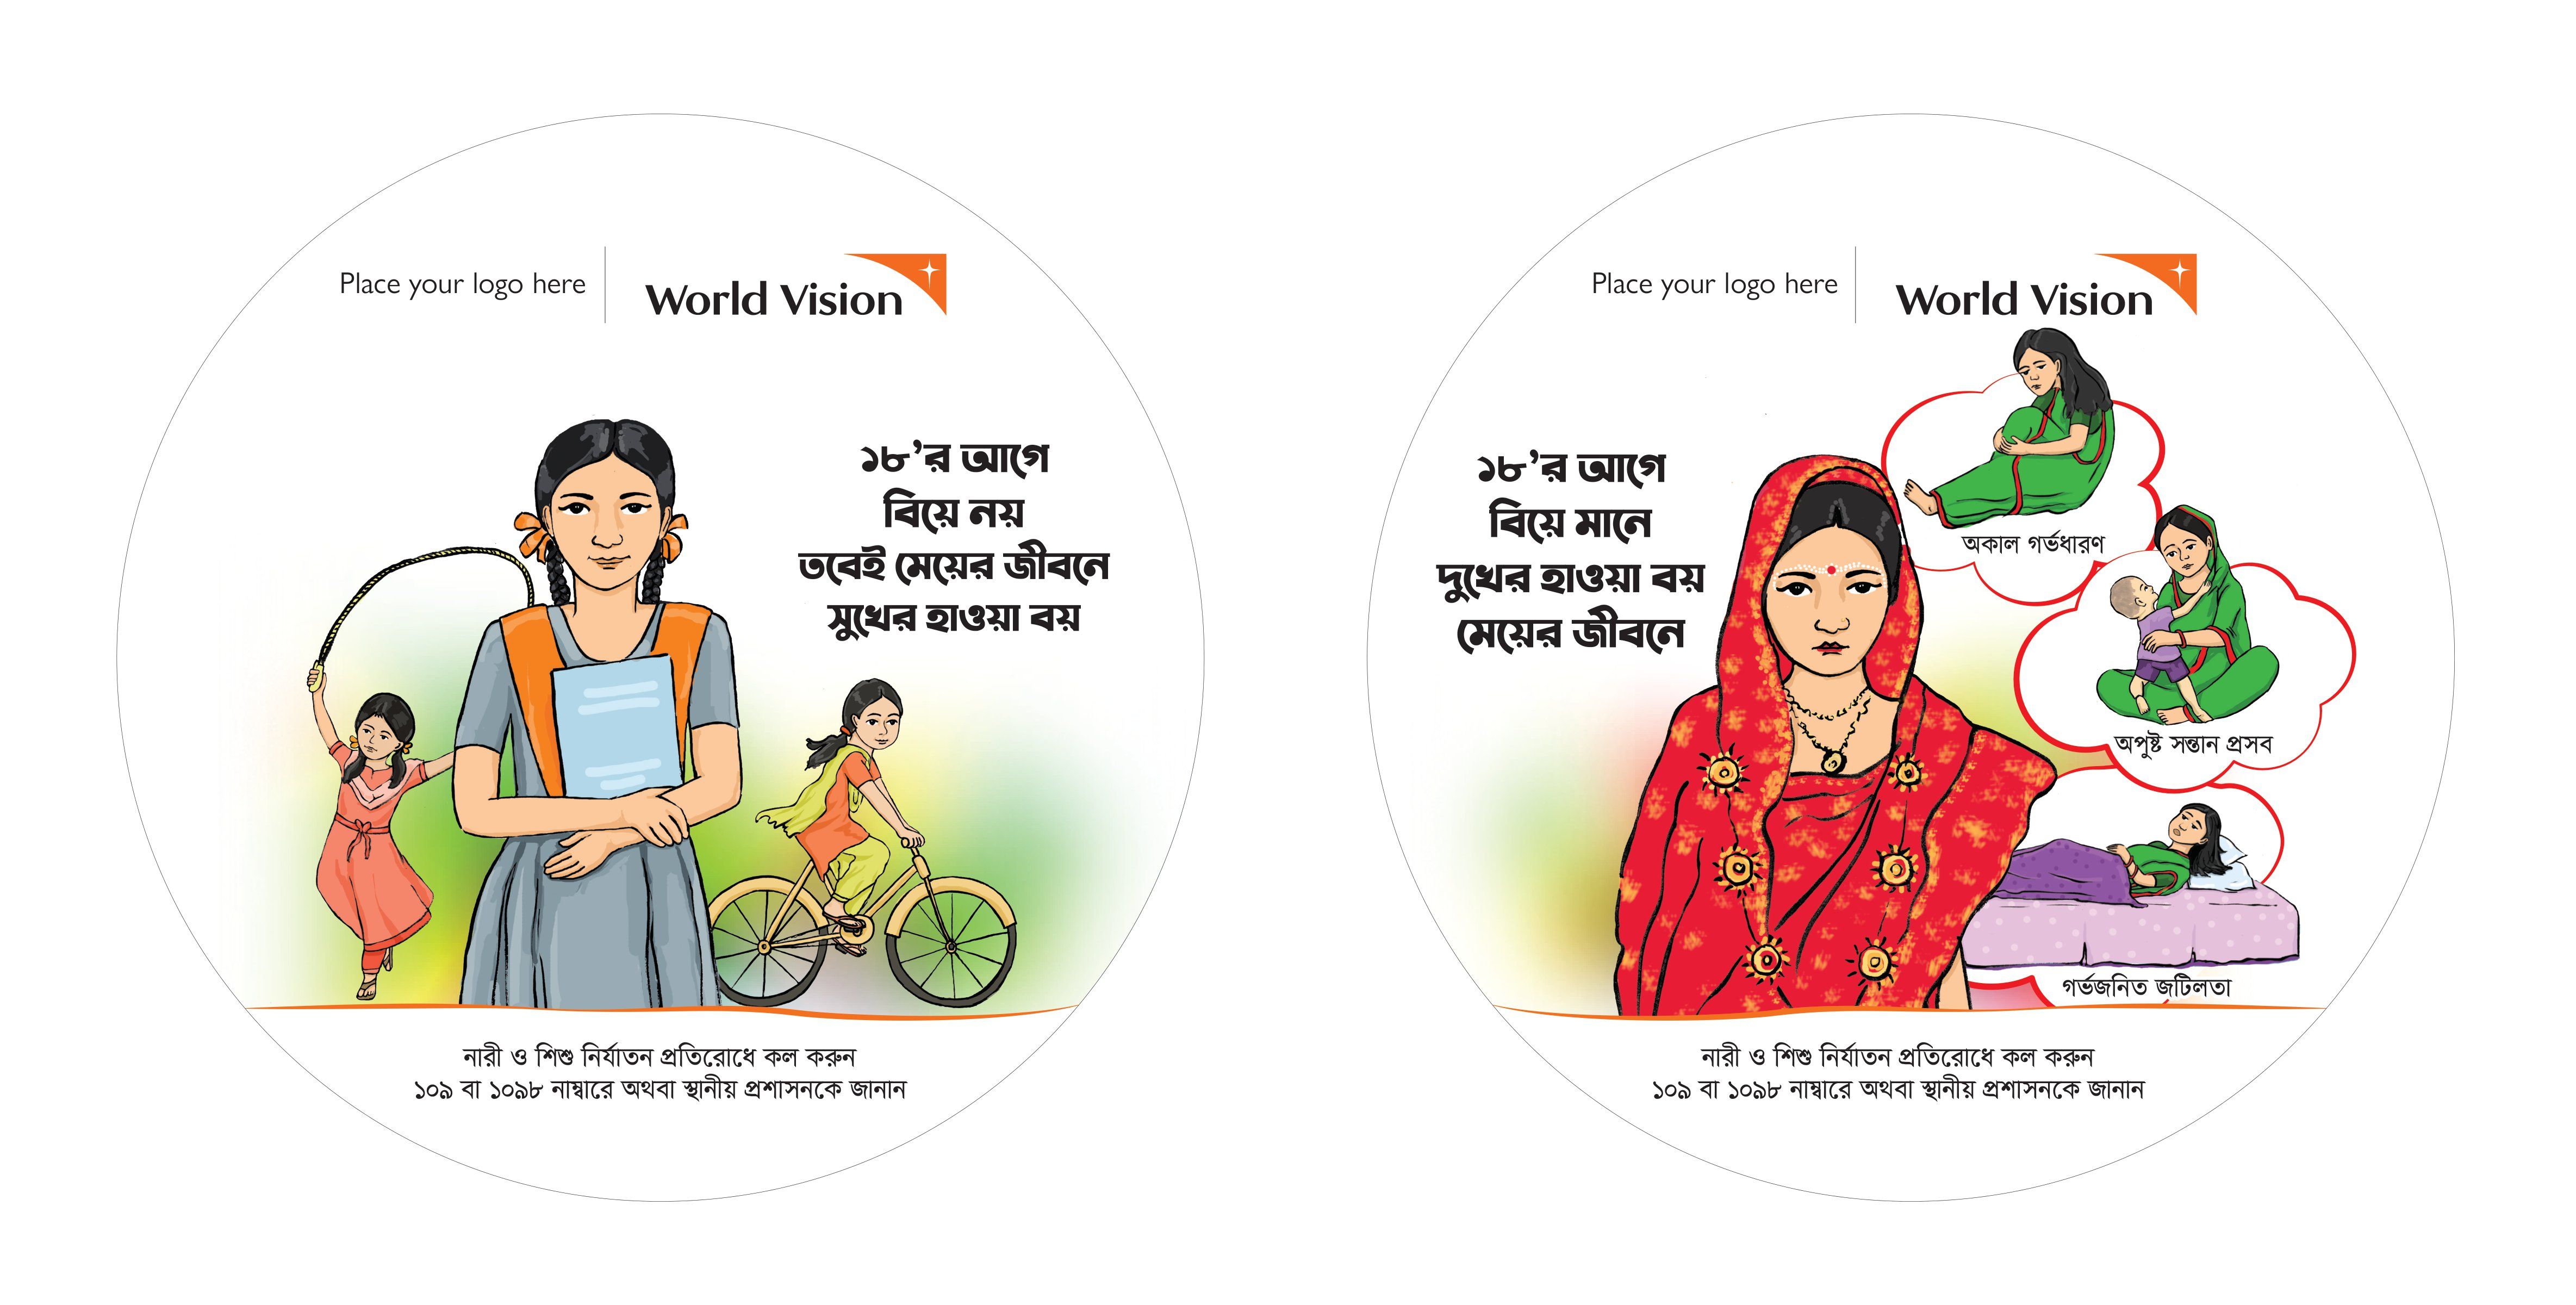 Place your logo here
World Vision
১৮'র আগে
বিয়ে নয়
তবেই মেয়ের জীবনে
সুখের হাওয়া বয়
নারী ও শিশু নির্যাতন প্রতিরোধে কল করুন
১০৯ বা ১০৯৮ নাম্বারে অথবা স্থানীয় প্রশাসনকে জানান
Place your logo here
World Vision
১৮'র আগে
বিয়ে মানে
দুখের হাওয়া বয়
মেয়ের জীবনে
অকাল গর্ভধারণ
অপুষ্ট সন্তান প্রসব
গর্ভজনিত জটিলতা
নারী ও শিশু নির্যাতন প্রতিরোধে কল করুন
১০৯ বা ১০৯৮ নাম্বারে অথবা স্থানীয় প্রশাসনকে জানান